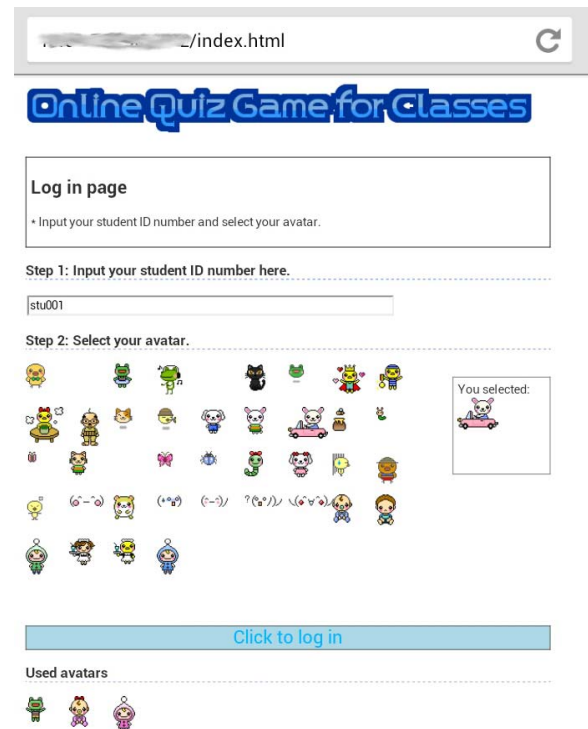 /index.html
Online Quiz Game for Classes
Log in page
* Input your student ID number and select your avatar.
Step 1: Input your student ID number here.
stu001
Step 2: Select your avatar.
You selected:
Click to log in
Used avatars